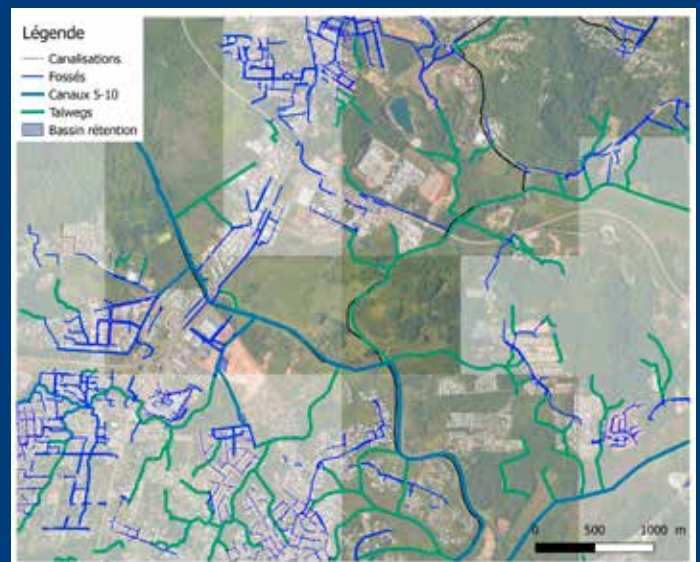 Légende
Canalisations
Fossés
Canaux 5-10
Talwegs
Bassin rétention
0 500 1000 m